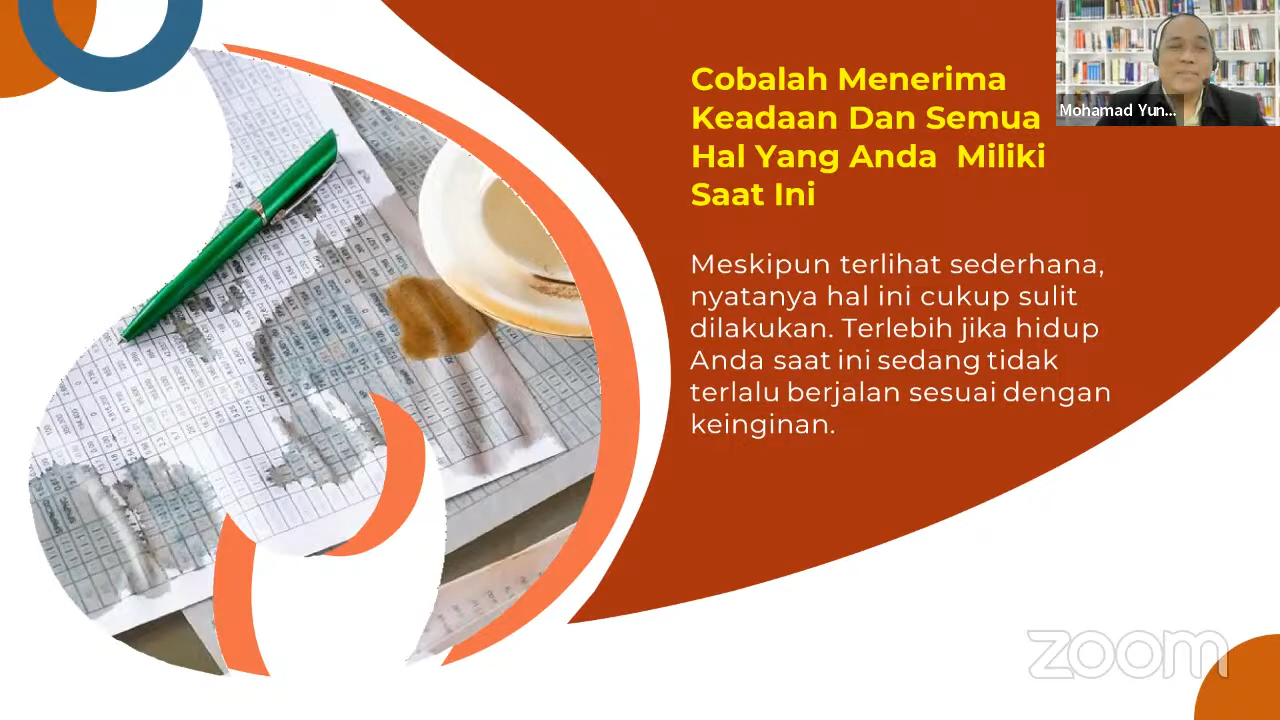 Cobalah Menerima
Keadaan Dan Semua
Hal Yang Anda  Miliki
Saat Ini
Mohamad Yun...
Meskipun terlihat sederhana,
nyatanya hal ini cukup sulit
dilakukan. Terlebih jika hidup
Anda saat ini sedang tidak
terlalu berjalan sesuai dengan
keinginan.
zoom